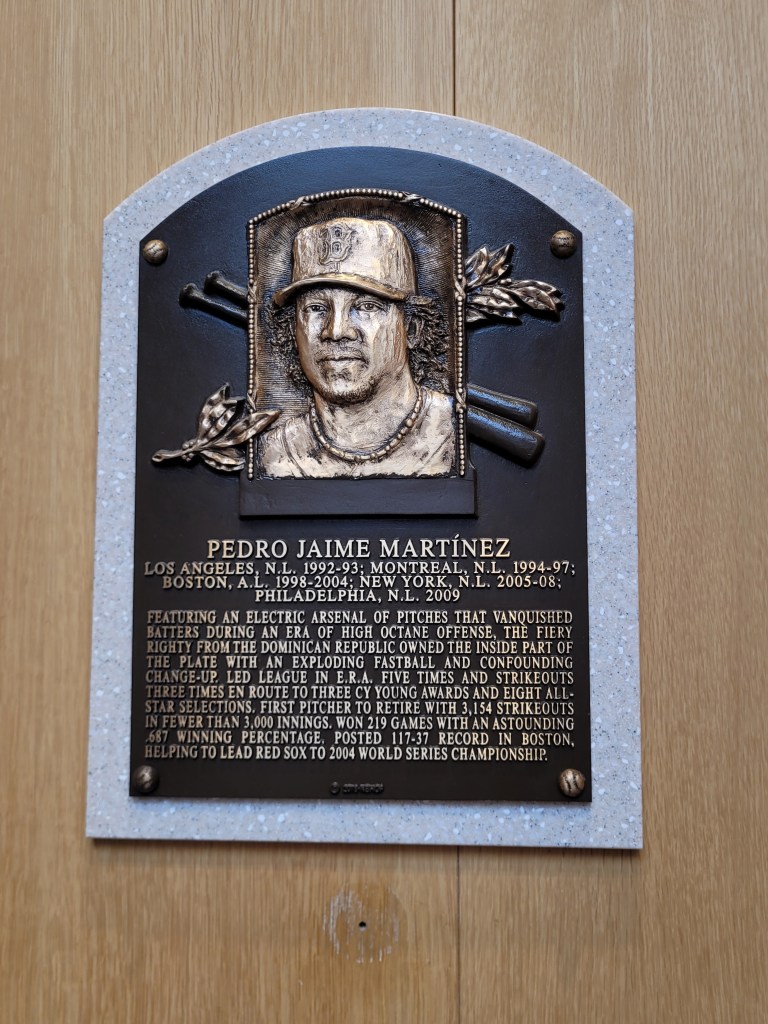 B
PEDRO JAIME MARTÍNEZ
LOS ANGELES, N.L. 1992-93; MONTREAL, N.L. 1994-97;
BOSTON, A.L. 1998-2004; NEW YORK, N.L. 2005-08;
PHILADELPHIA, N.L. 2009
FEATURING AN ELECTRIC ARSENAL OF PITCHES THAT VANQUISHED
BATTERS DURING AN ERA OF HIGH OCTANE OFFENSE, THE FIERY
RIGHTY FROM THE DOMINICAN REPUBLIC OWNED THE INSIDE PART OF
THE PLATE WITH AN EXPLODING FASTBALL AND CONFOUNDING
CHANGE-UP. LED LEAGUE IN E.R.A. FIVE TIMES AND STRIKEOUTS
THREE TIMES EN ROUTE TO THREE CY YOUNG AWARDS AND EIGHT ALL-
STAR SELECTIONS. FIRST PITCHER TO RETIRE WITH 3,154 STRIKEOUTS
IN FEWER THAN 3,000 INNINGS. WON 219 GAMES WITH AN ASTOUNDING
.687 WINNING PERCENTAGE. POSTED 117-37 RECORD IN BOSTON,
HELPING TO LEAD RED SOX TO 2004 WORLD SERIES CHAMPIONSHIP.